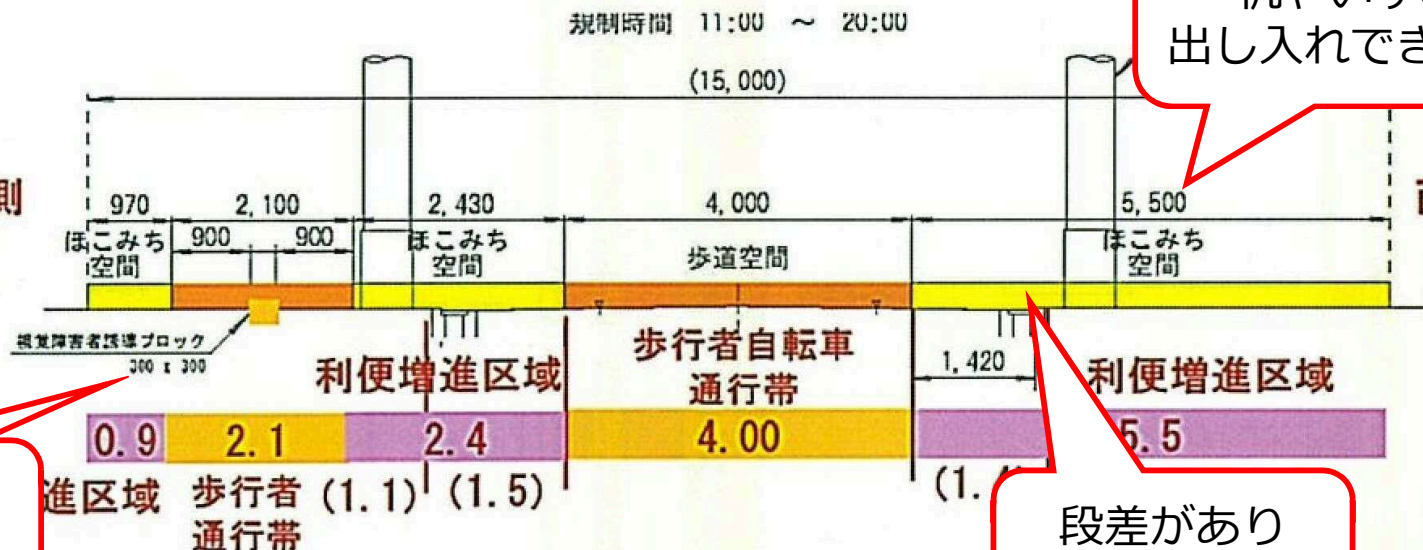 規制時間 11:00 ～ 20:00
出し入れでき
(15,000)
側
970
2,100
2,430
4,000
5,500
ほこみち
空間
900
900
ほこみち
空間
歩道空間
ほこみち
空間
視覚障害者誘導ブロック
300 x 300
利便増進区域
歩行者自転車
通行帯
1,420
利便増進区域
0.9
2.1
2.4
4.00
5.5
進区域
歩行者
通行帯
(1.1)
(1.5)
(1.
段差があり